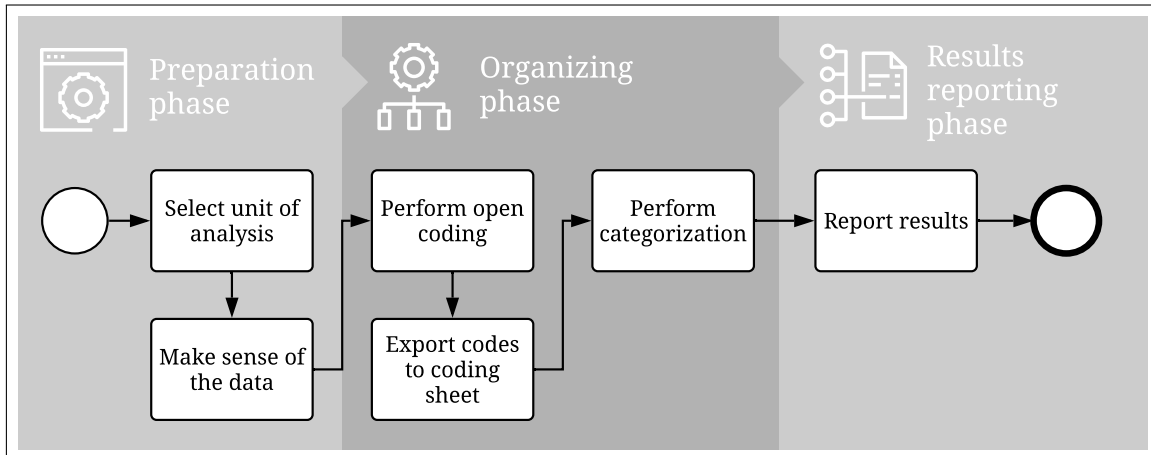 Preparation
phase
Organizing
phase
Results
reporting
phase
Select unit of
analysis
Make sense of
the data
Perform open
coding
Export codes
to coding
sheet
Perform
categorization
Report results